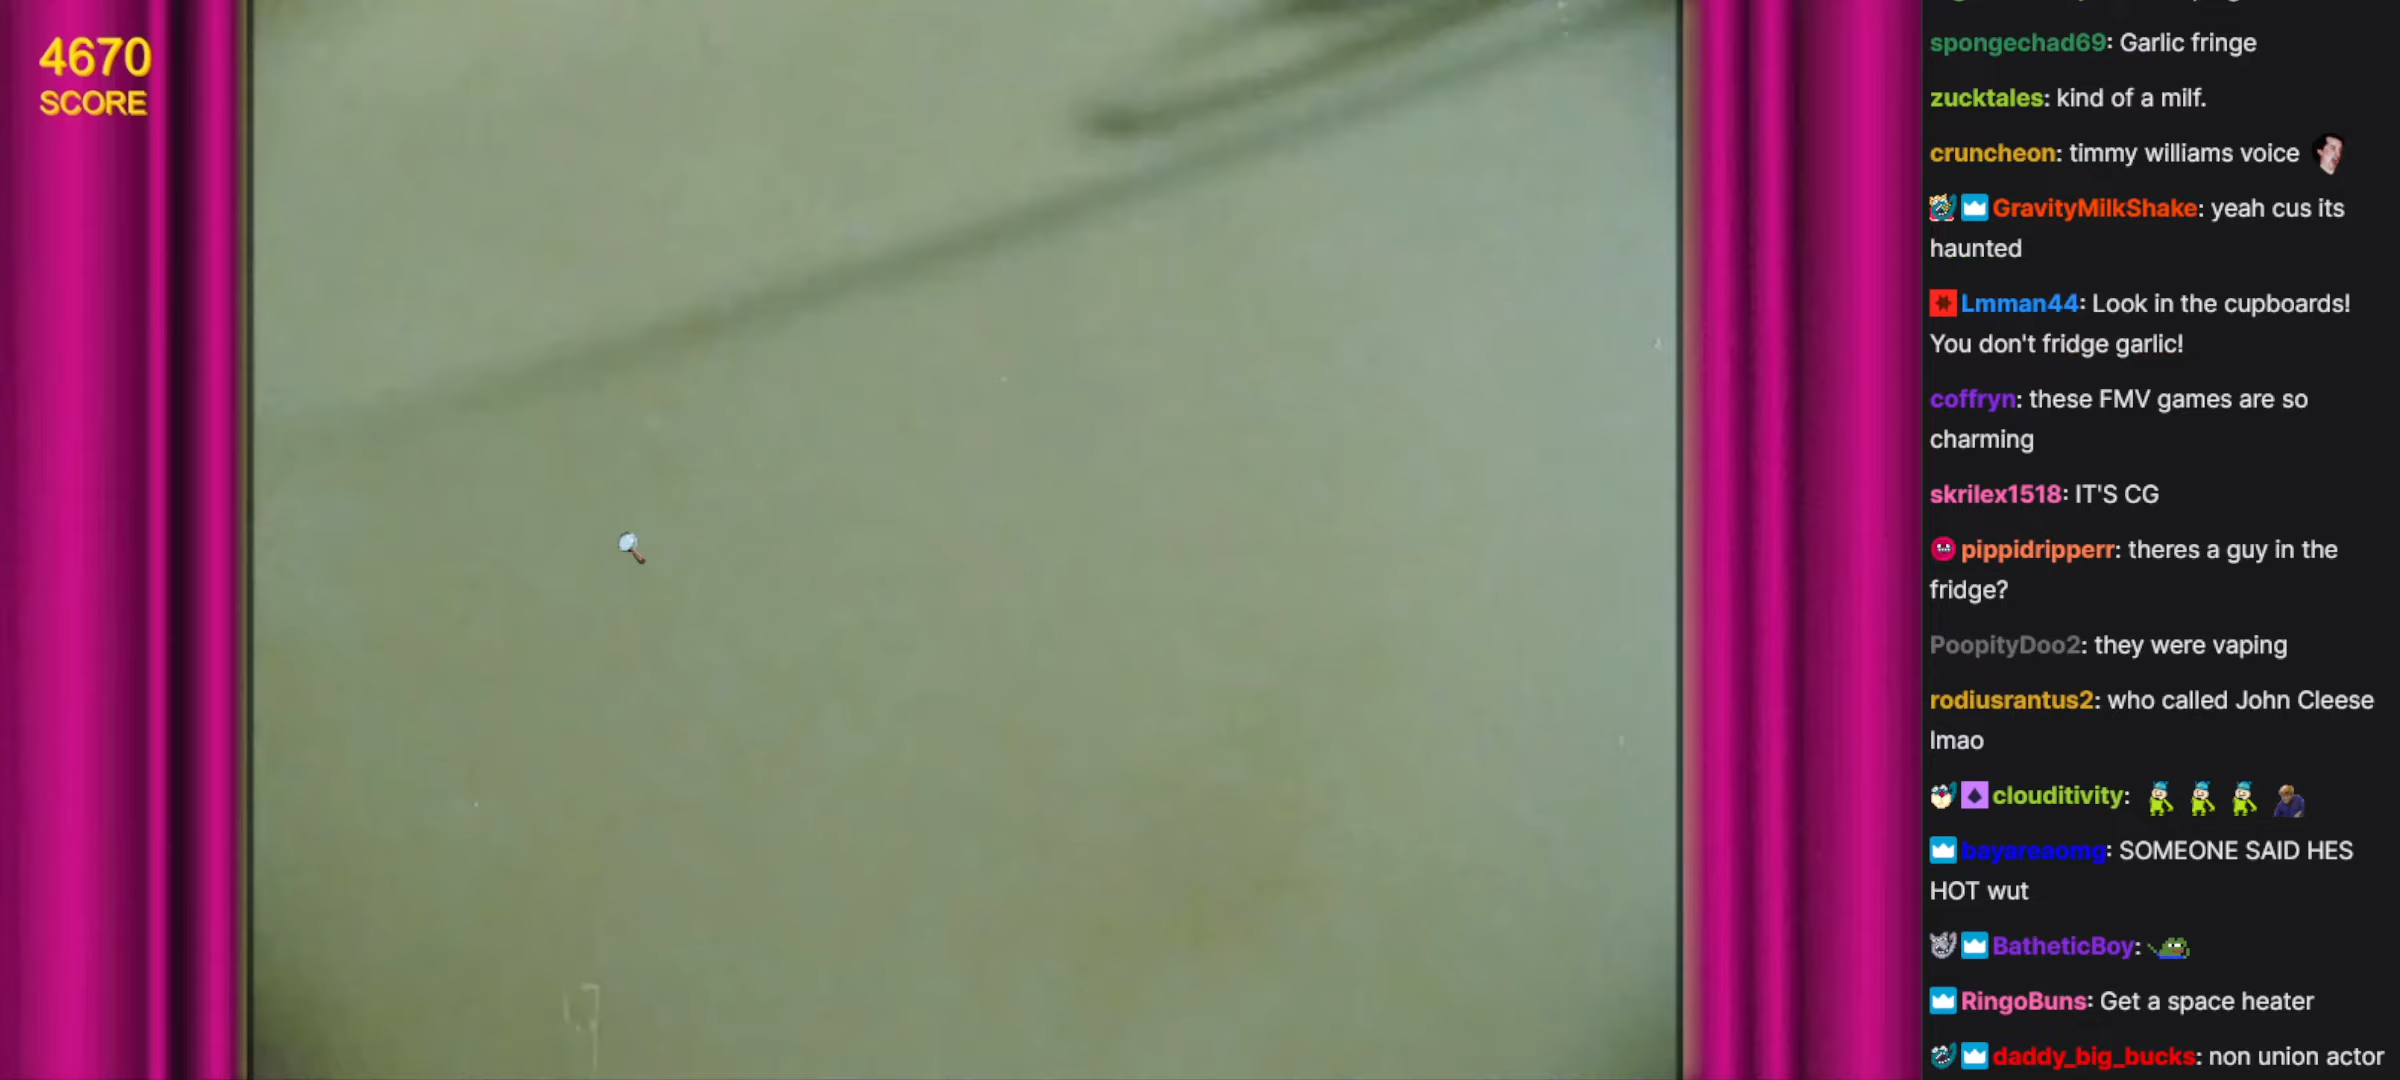 4670
SCORE
spongechad69: Garlic fringe
zucktales: kind of a milf.
cruncheon: timmy williams voice
GravityMilkShake: yeah cus its
haunted
Lmman44: Look in the cupboards!
You don't fridge garlic!
coffryn: these FMV games are so
charming
skrilex1518: IT'S CG
pippidripperr: theres a guy in the
fridge?
PoopityDoo2: they were vaping
rodiusrantus2: who called John Cleese
lmao
clouditivity:
bayareaomg: SOMEONE SAID HES
HOT wut
BatheticBoy:
RingoBuns: Get a space heater
daddy_big_bucks: non union actor